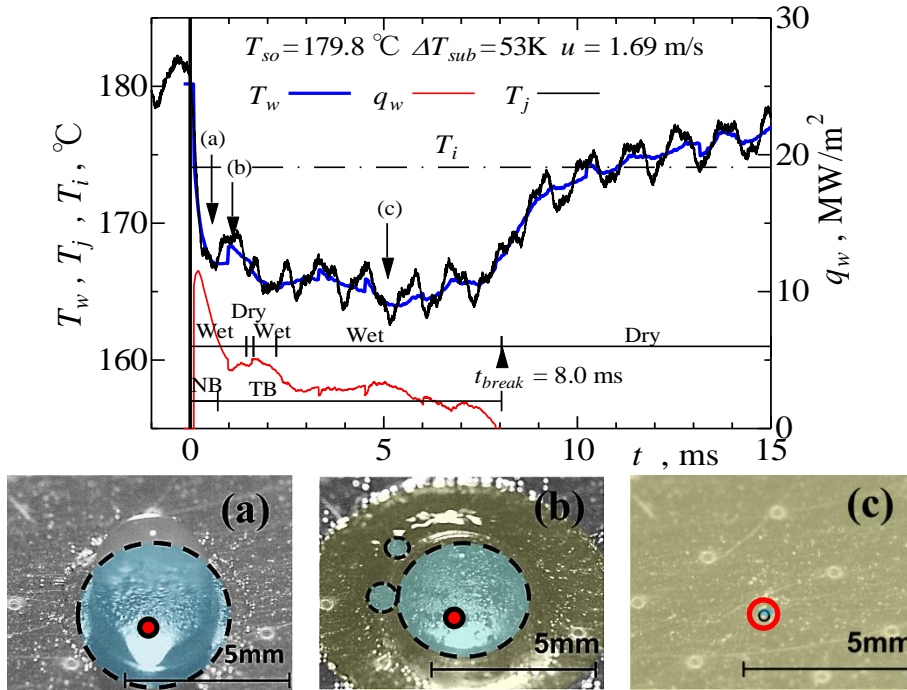 30
T_so = 179.8 ℃ ΔT_sub = 53K u = 1.69 m/s
180
T_w q_w T_j
(a)
T_i
(b)
20
170
(c)
T_w , T_j , T_i , ℃
q_w , MW/m²
10
Dry
Wet Wet Wet Dry
160
t_break = 8.0 ms
NB TB
0
0 5 10 t , ms 15
(a) (b) (c)
5mm 5mm 5mm